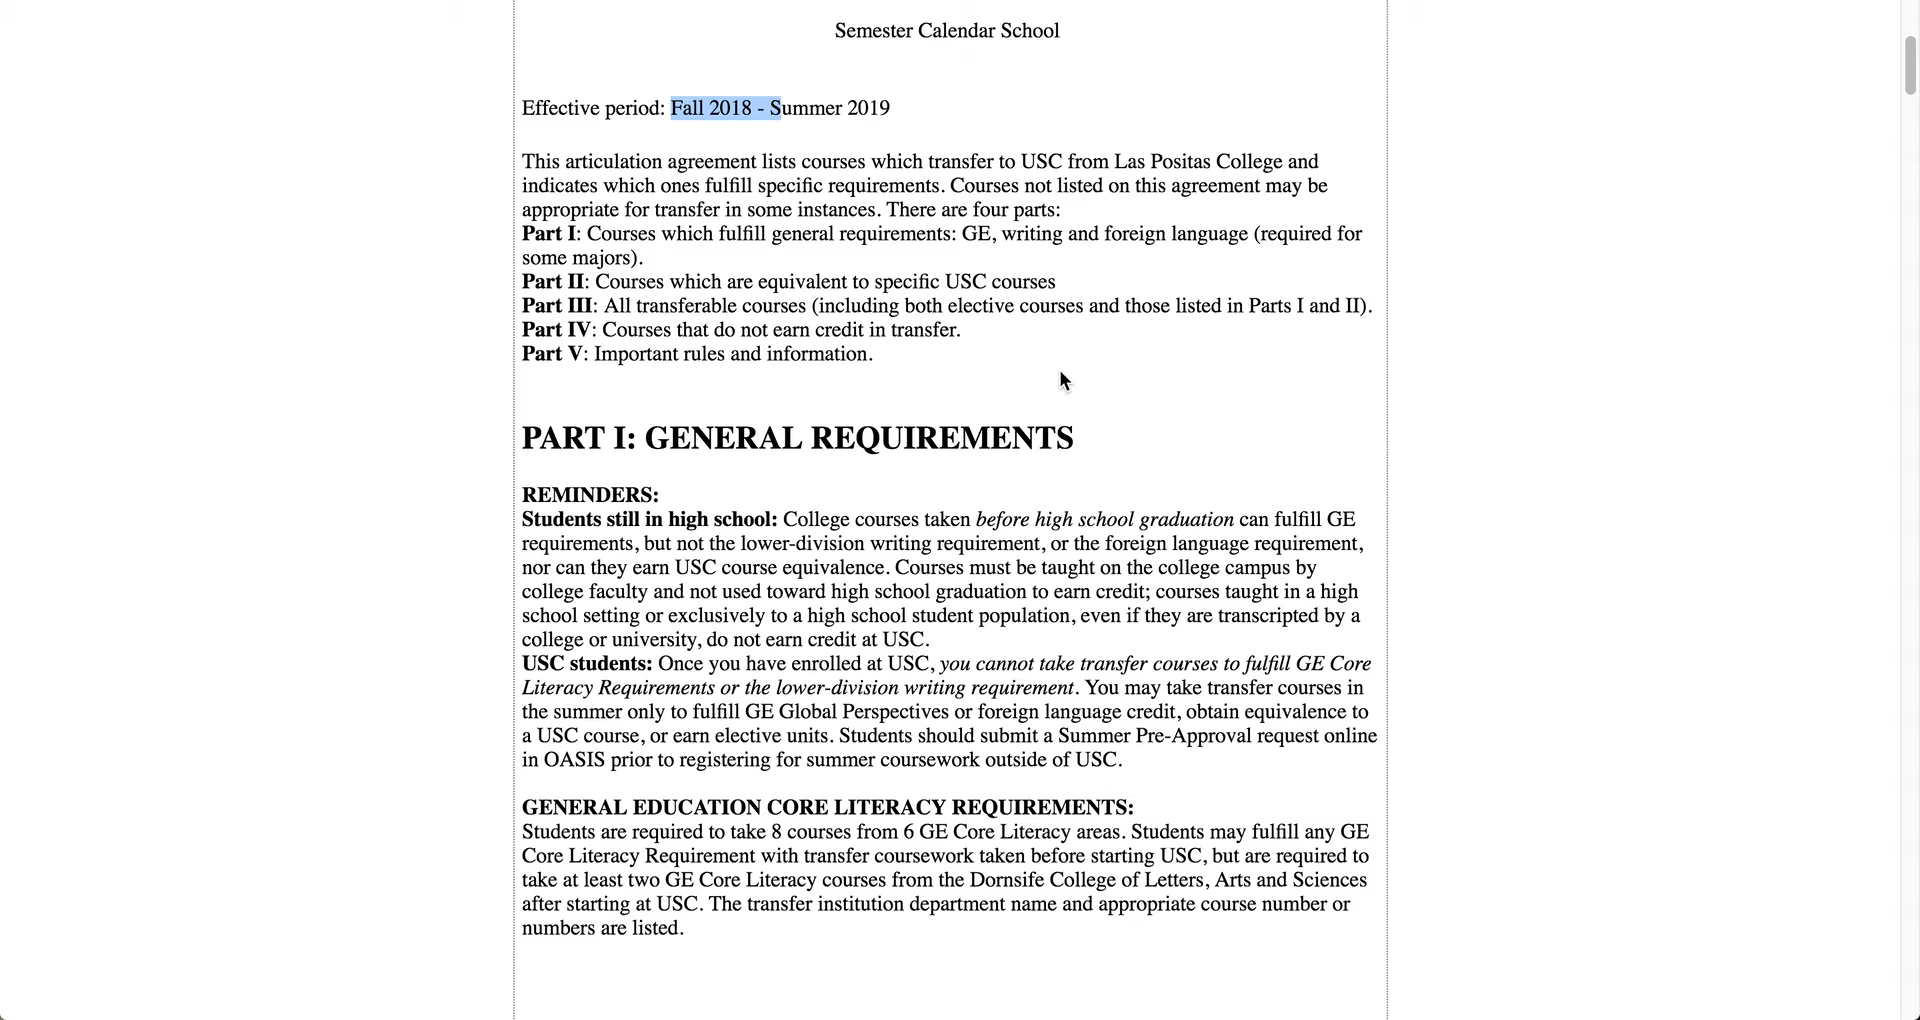 Semester Calendar School
Effective period: Fall 2018 - Summer 2019
This articulation agreement lists courses which transfer to USC from Las Positas College and
indicates which ones fulfill specific requirements. Courses not listed on this agreement may be
appropriate for transfer in some instances. There are four parts:
Part I: Courses which fulfill general requirements: GE, writing and foreign language (required for
some majors).
Part II: Courses which are equivalent to specific USC courses
Part III: All transferable courses (including both elective courses and those listed in Parts I and II).
Part IV: Courses that do not earn credit in transfer.
Part V: Important rules and information.
PART I: GENERAL REQUIREMENTS
REMINDERS:
Students still in high school: College courses taken before high school graduation can fulfill GE
requirements, but not the lower-division writing requirement, or the foreign language requirement,
nor can they earn USC course equivalence. Courses must be taught on the college campus by
college faculty and not used toward high school graduation to earn credit; courses taught in a high
school setting or exclusively to a high school student population, even if they are transcripted by a
college or university, do not earn credit at USC.
USC students: Once you have enrolled at USC, you cannot take transfer courses to fulfill GE Core
Literacy Requirements or the lower-division writing requirement. You may take transfer courses in
the summer only to fulfill GE Global Perspectives or foreign language credit, obtain equivalence to
a USC course, or earn elective units. Students should submit a Summer Pre-Approval request online
in OASIS prior to registering for summer coursework outside of USC.
GENERAL EDUCATION CORE LITERACY REQUIREMENTS:
Students are required to take 8 courses from 6 GE Core Literacy areas. Students may fulfill any GE
Core Literacy Requirement with transfer coursework taken before starting USC, but are required to
take at least two GE Core Literacy courses from the Dornsife College of Letters, Arts and Sciences
after starting at USC. The transfer institution department name and appropriate course number or
numbers are listed.